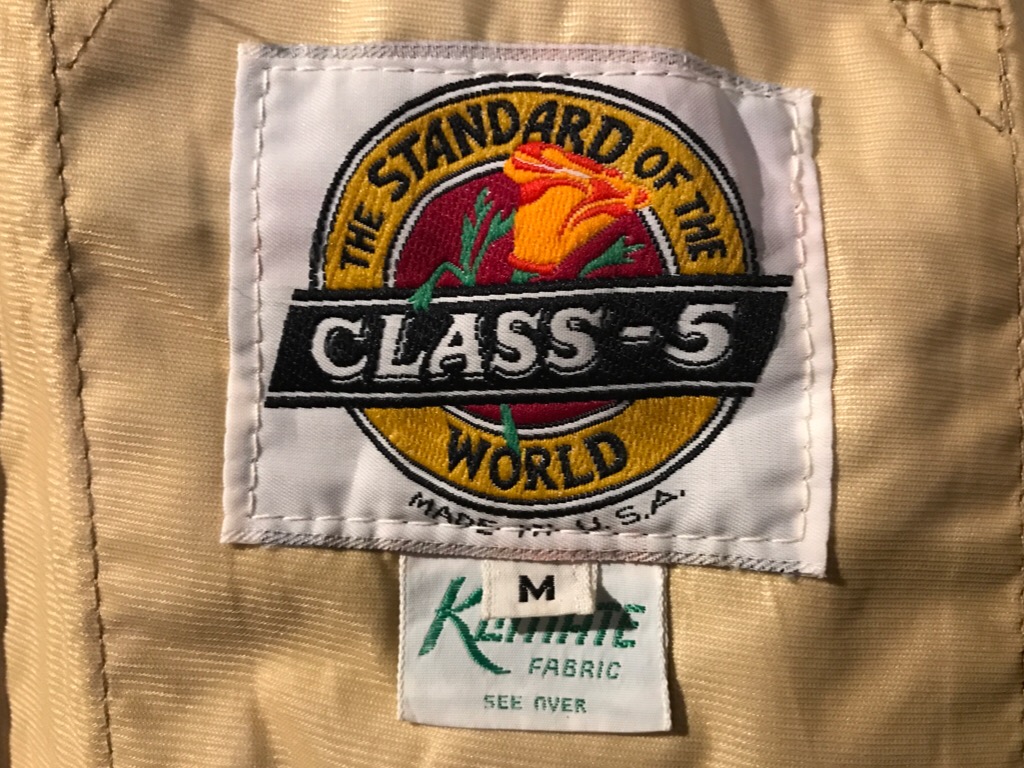 THE STANDARD OF THE
CLASS-5
WORLD
MADE IN U.S.A.
M
FABRIC
SEE OVER